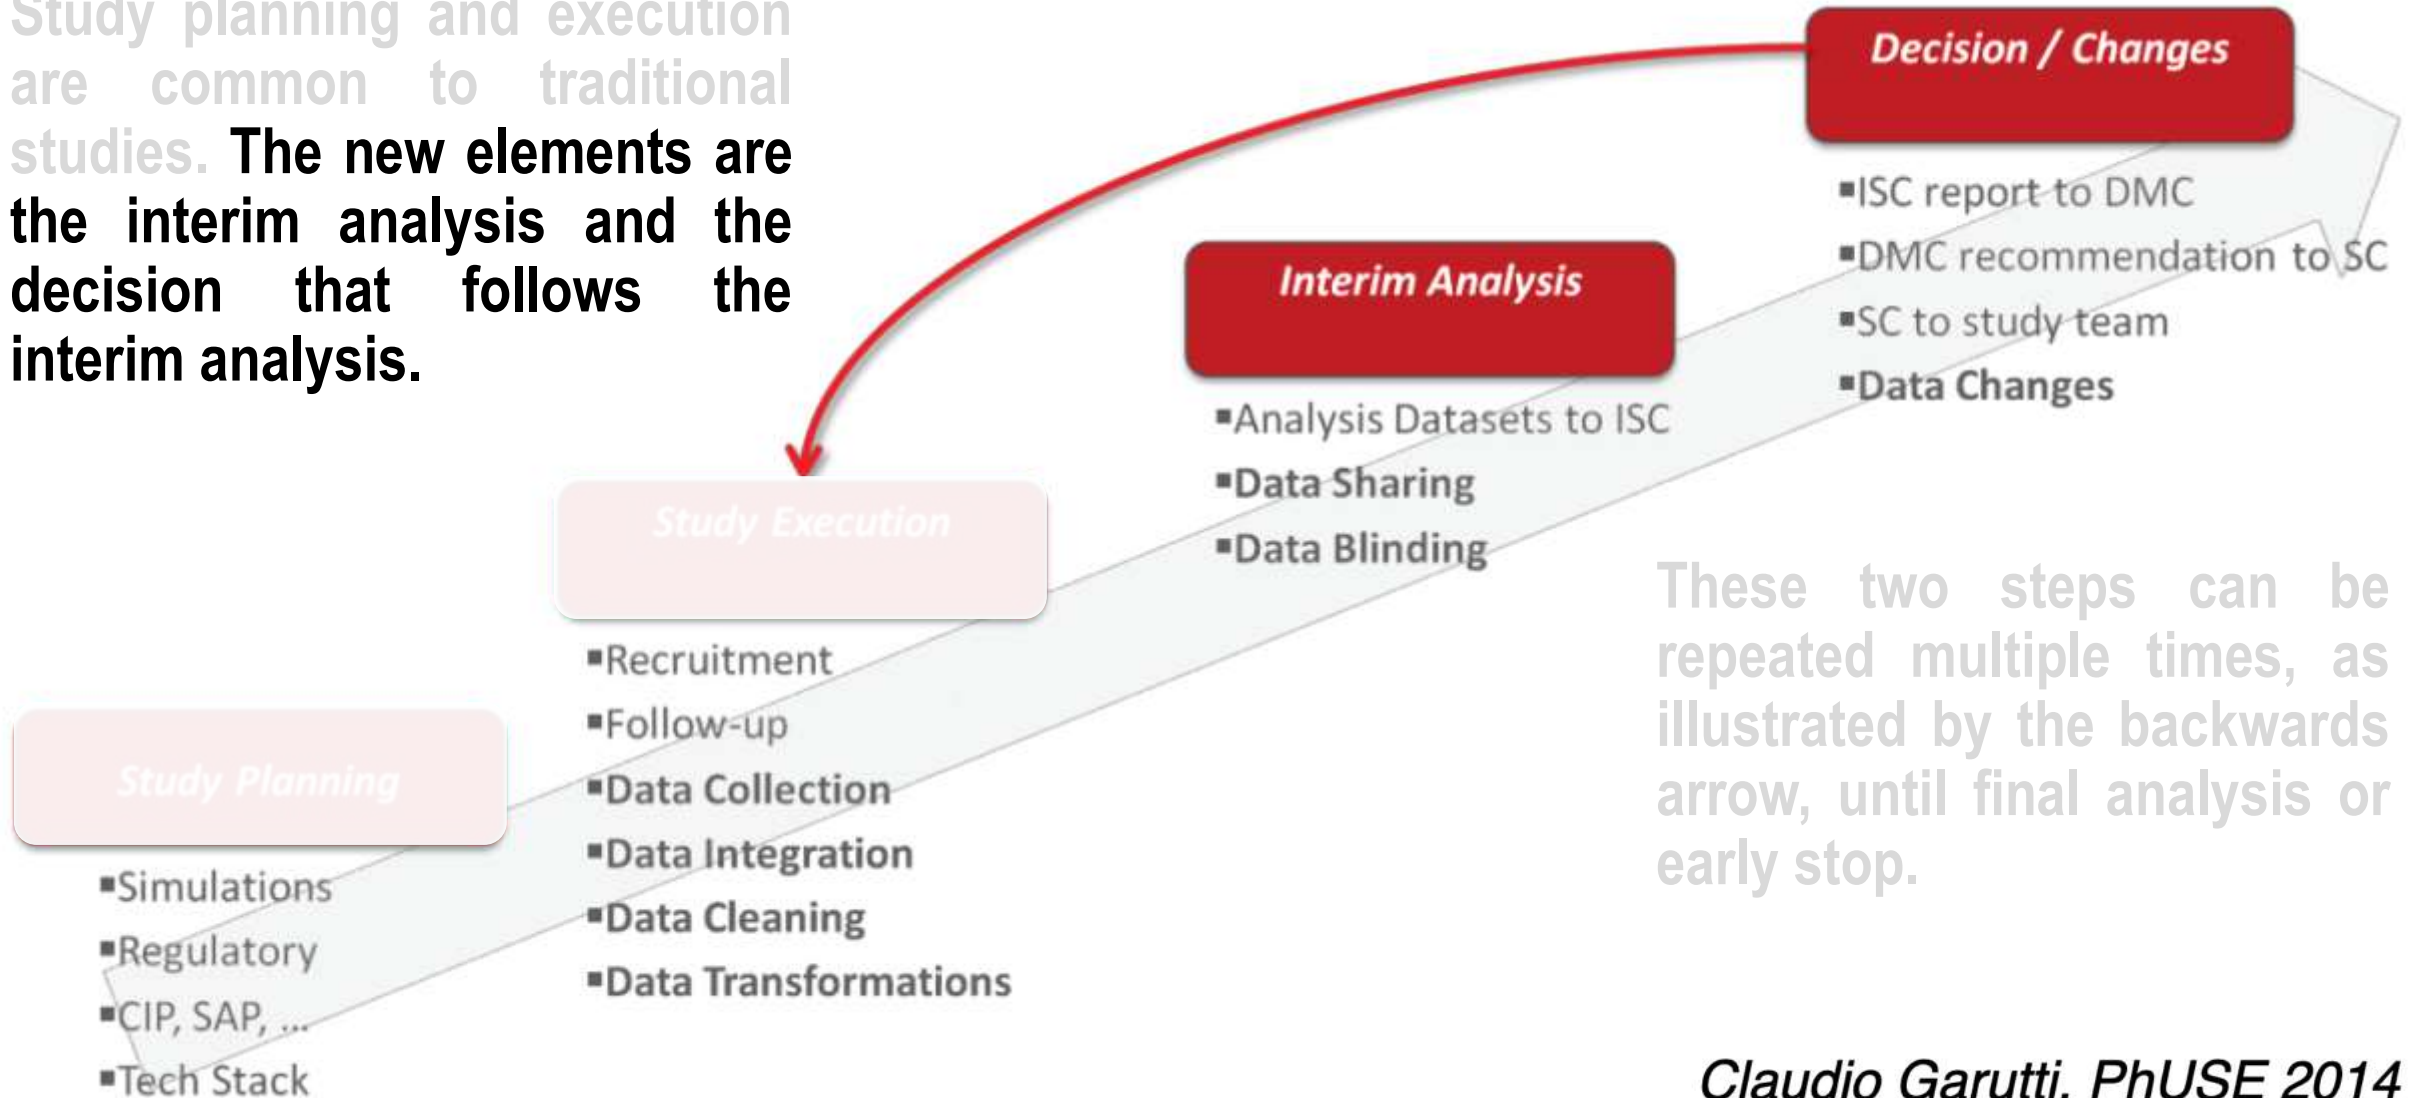 Study planning and execution
are common to traditional
studies. The new elements are
the interim analysis and the
decision that follows the
interim analysis.
Decision / Changes
▪ISC report to DMC
▪DMC recommendation to SC
▪SC to study team
▪Data Changes
Interim Analysis
▪Analysis Datasets to ISC
▪Data Sharing
▪Data Blinding
Study Execution
▪Recruitment
▪Follow-up
▪Data Collection
▪Data Integration
▪Data Cleaning
▪Data Transformations
Study Planning
▪Simulations
▪Regulatory
▪CIP, SAP, ...
▪Tech Stack
These two steps can be
repeated multiple times, as
illustrated by the backwards
arrow, until final analysis or
early stop.
Claudio Garutti, PhUSE 2014